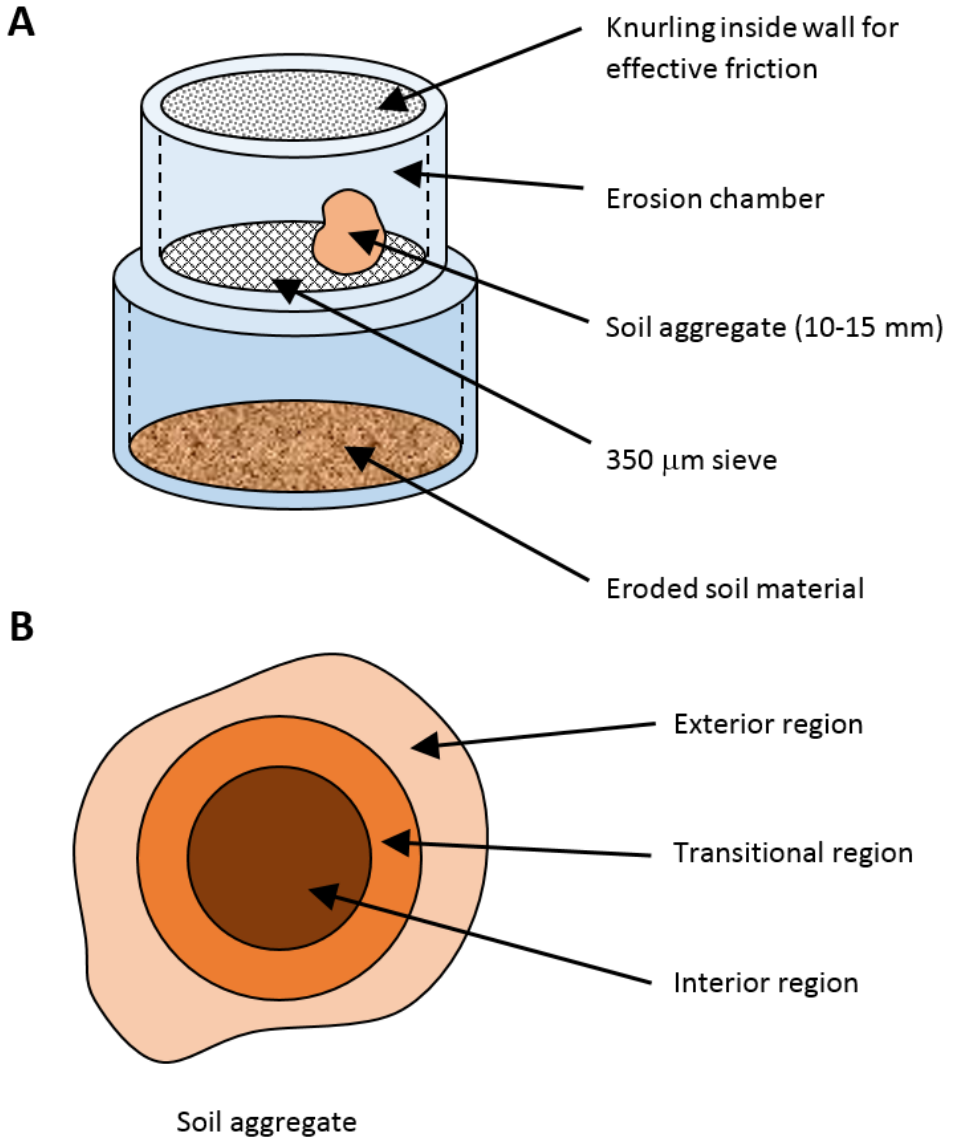 A
Knurling inside wall for
effective friction
Erosion chamber
Soil aggregate (10-15 mm)
350 μm sieve
Eroded soil material
B
Exterior region
Transitional region
Interior region
Soil aggregate